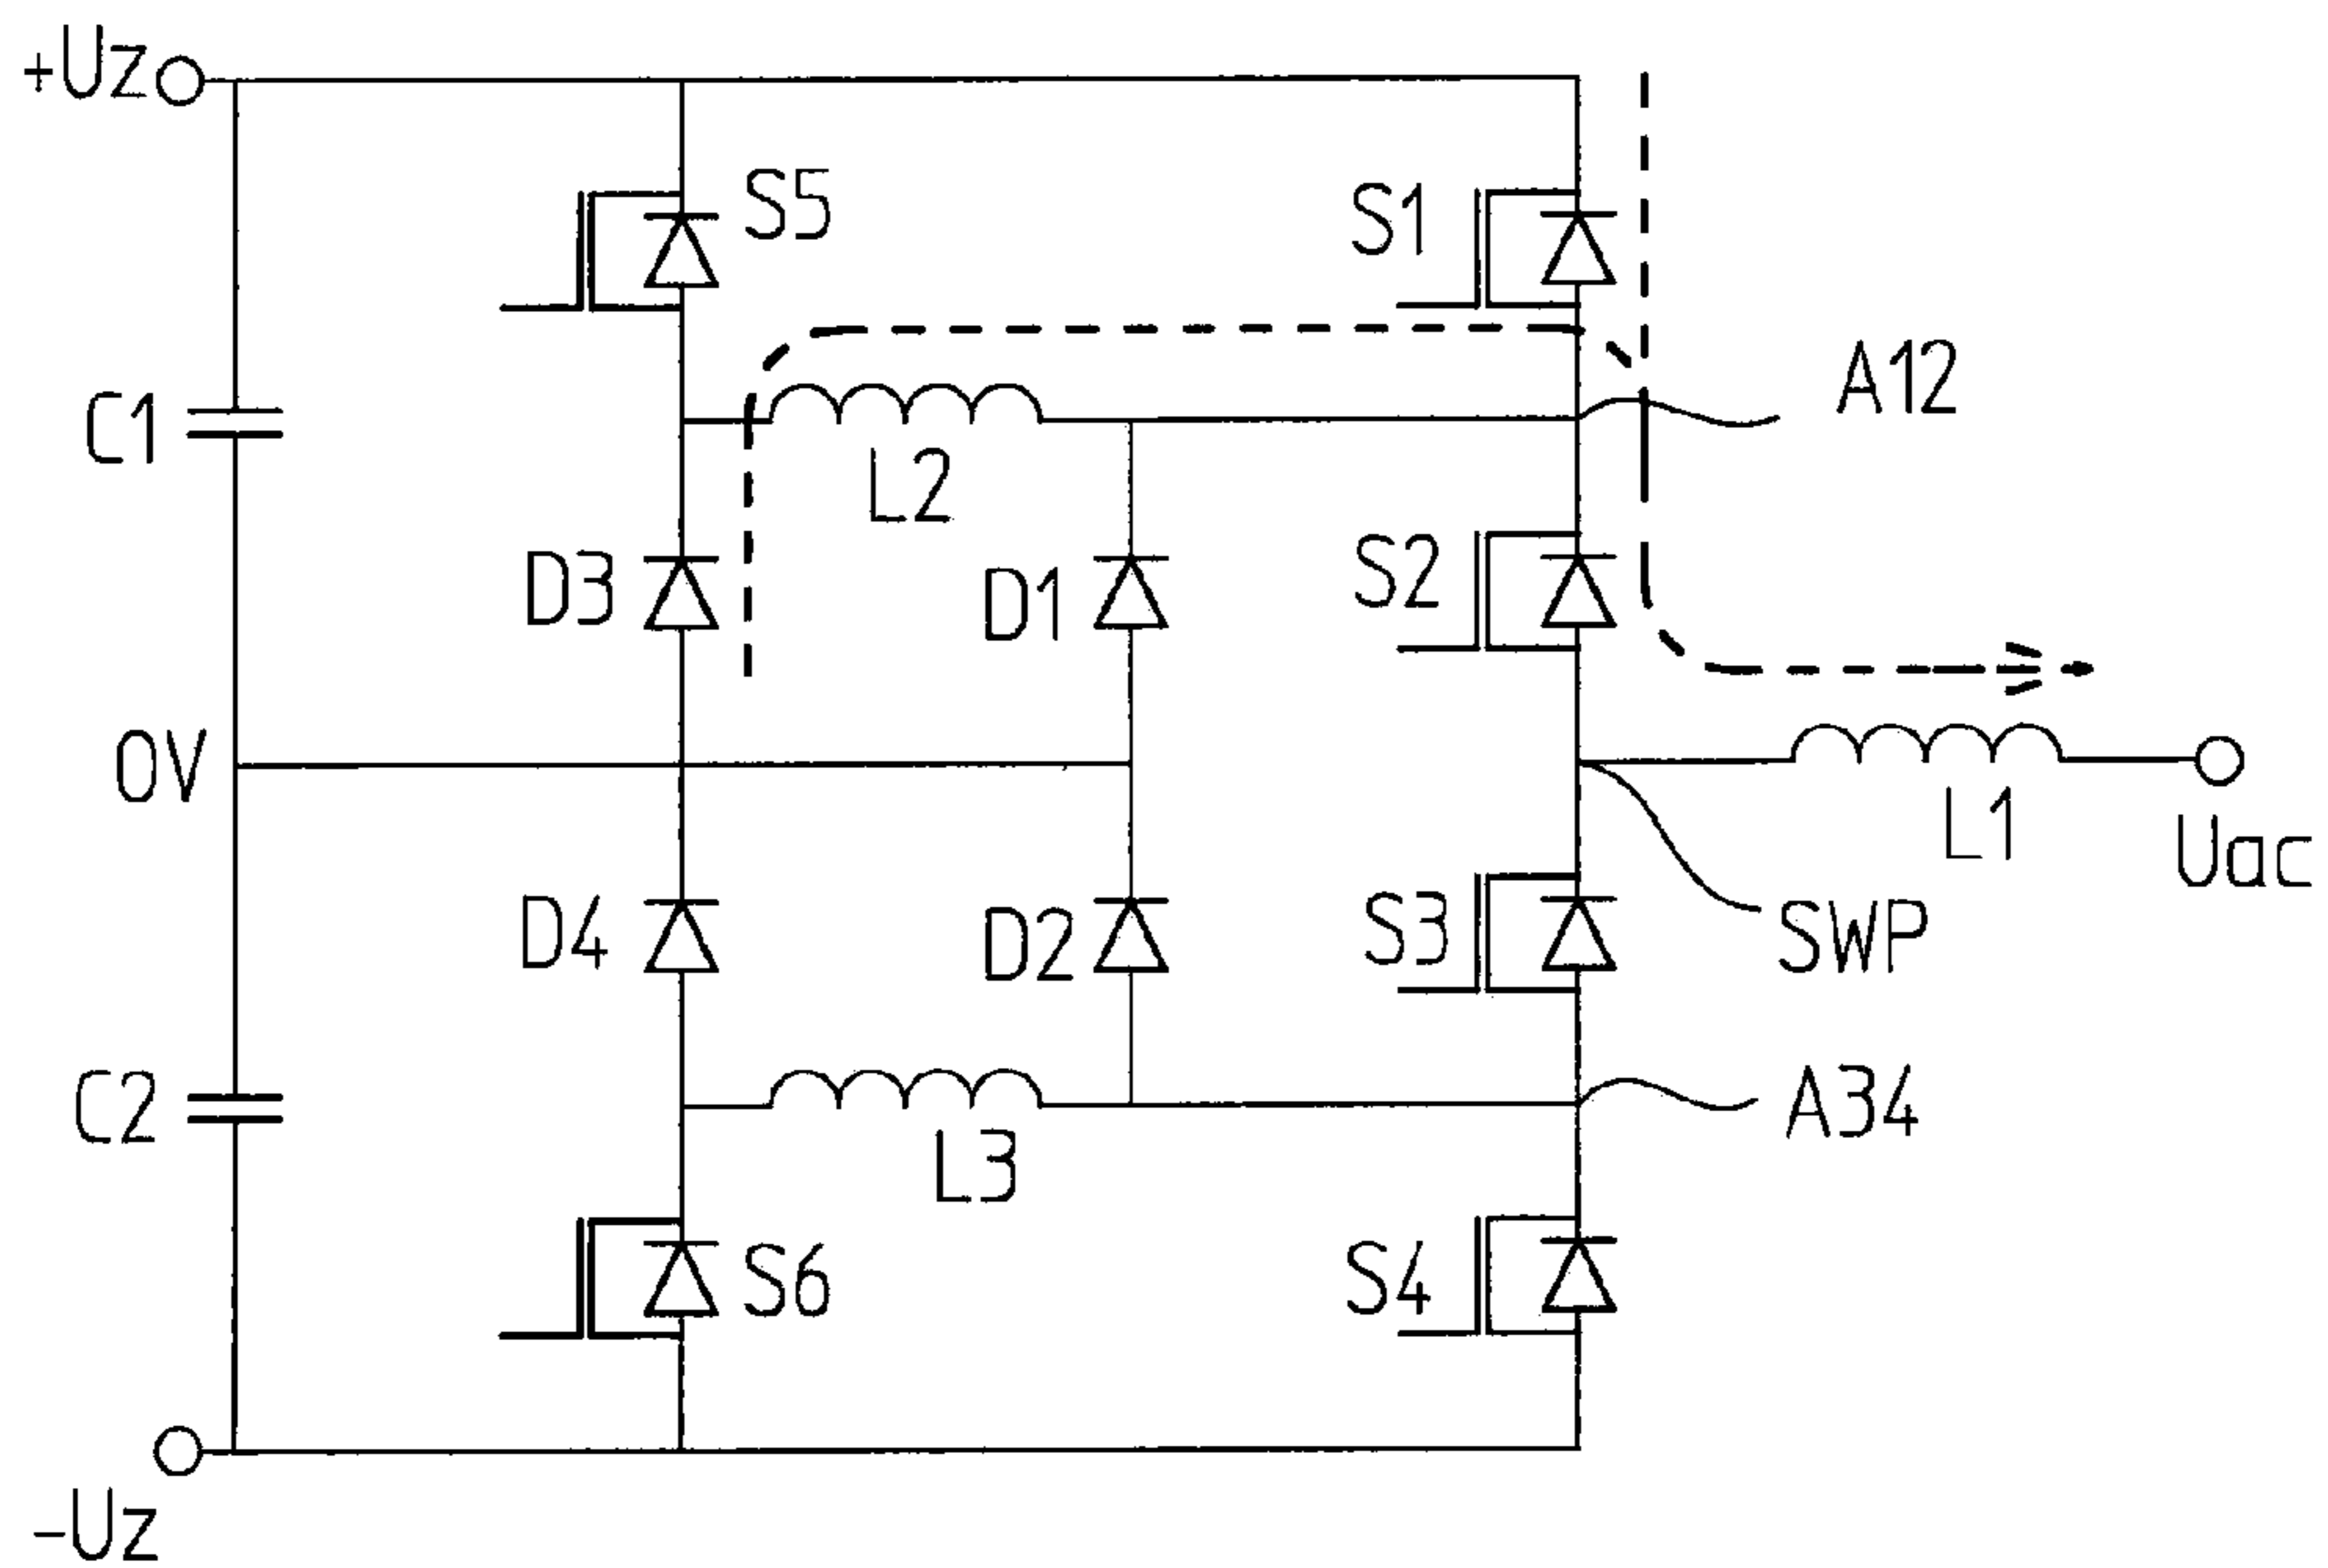 +Uz
S5
S1
A12
C1
L2
D3
D1
S2
0V
L1
Uac
D4
D2
S3
SWP
C2
L3
A34
S6
S4
-Uz